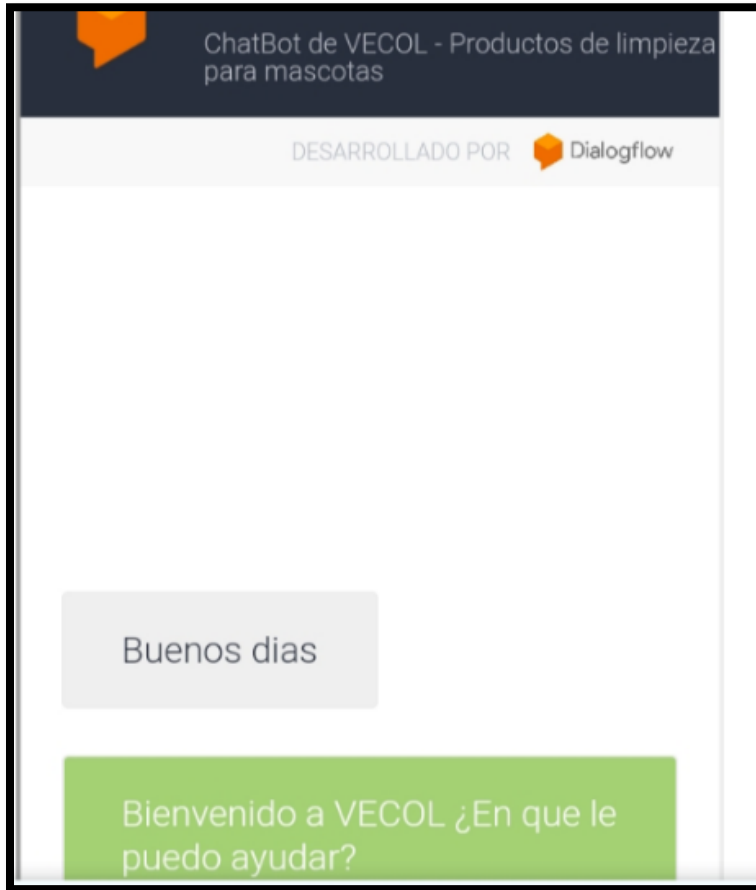 ChatBot de VECOL - Productos de limpieza
para mascotas
DESARROLLADO POR Dialogflow
Buenos dias
Bienvenido a VECOL ¿En que le
puedo ayudar?